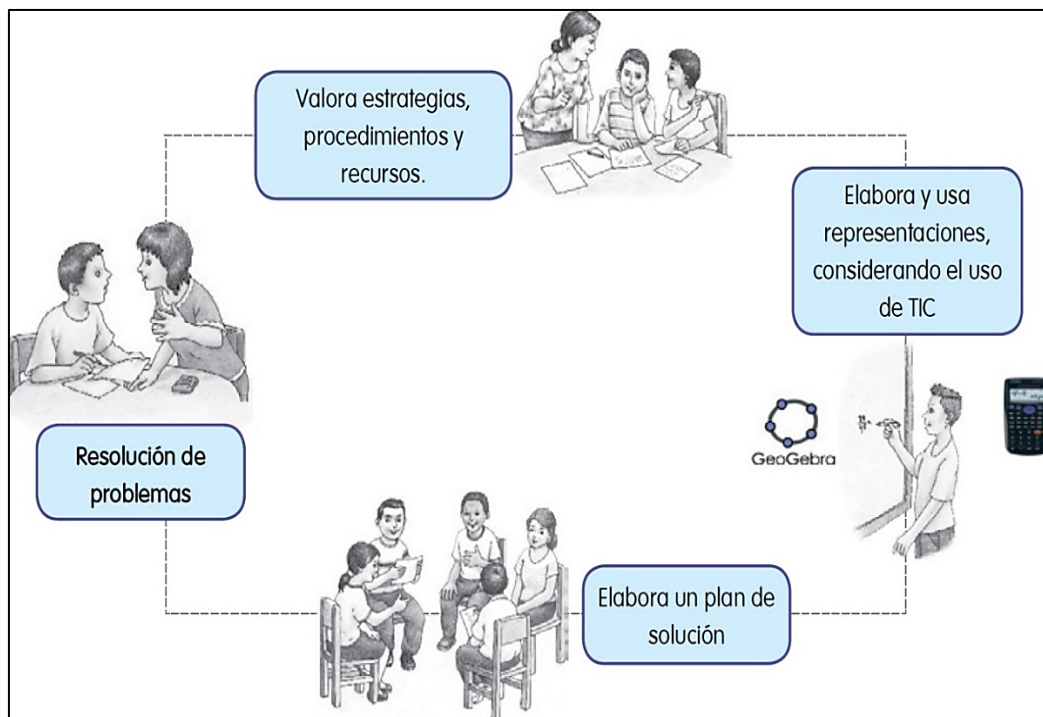 Valora estrategias,
procedimientos y
recursos.
Elabora y usa
representaciones,
considerando el uso
de TIC
GeoGebra
Resolución de
problemas
Elabora un plan de
solución